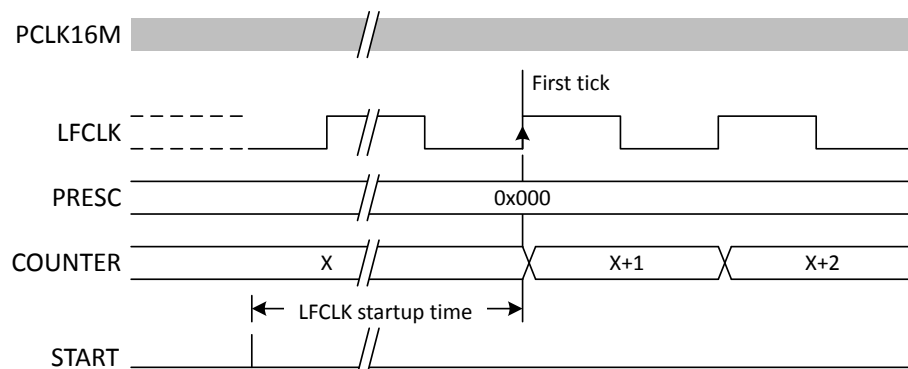 PCLK16M
First tick
LFCLK
PRESC
0x000
COUNTER
X
X+1
X+2
LFCLK startup time
START